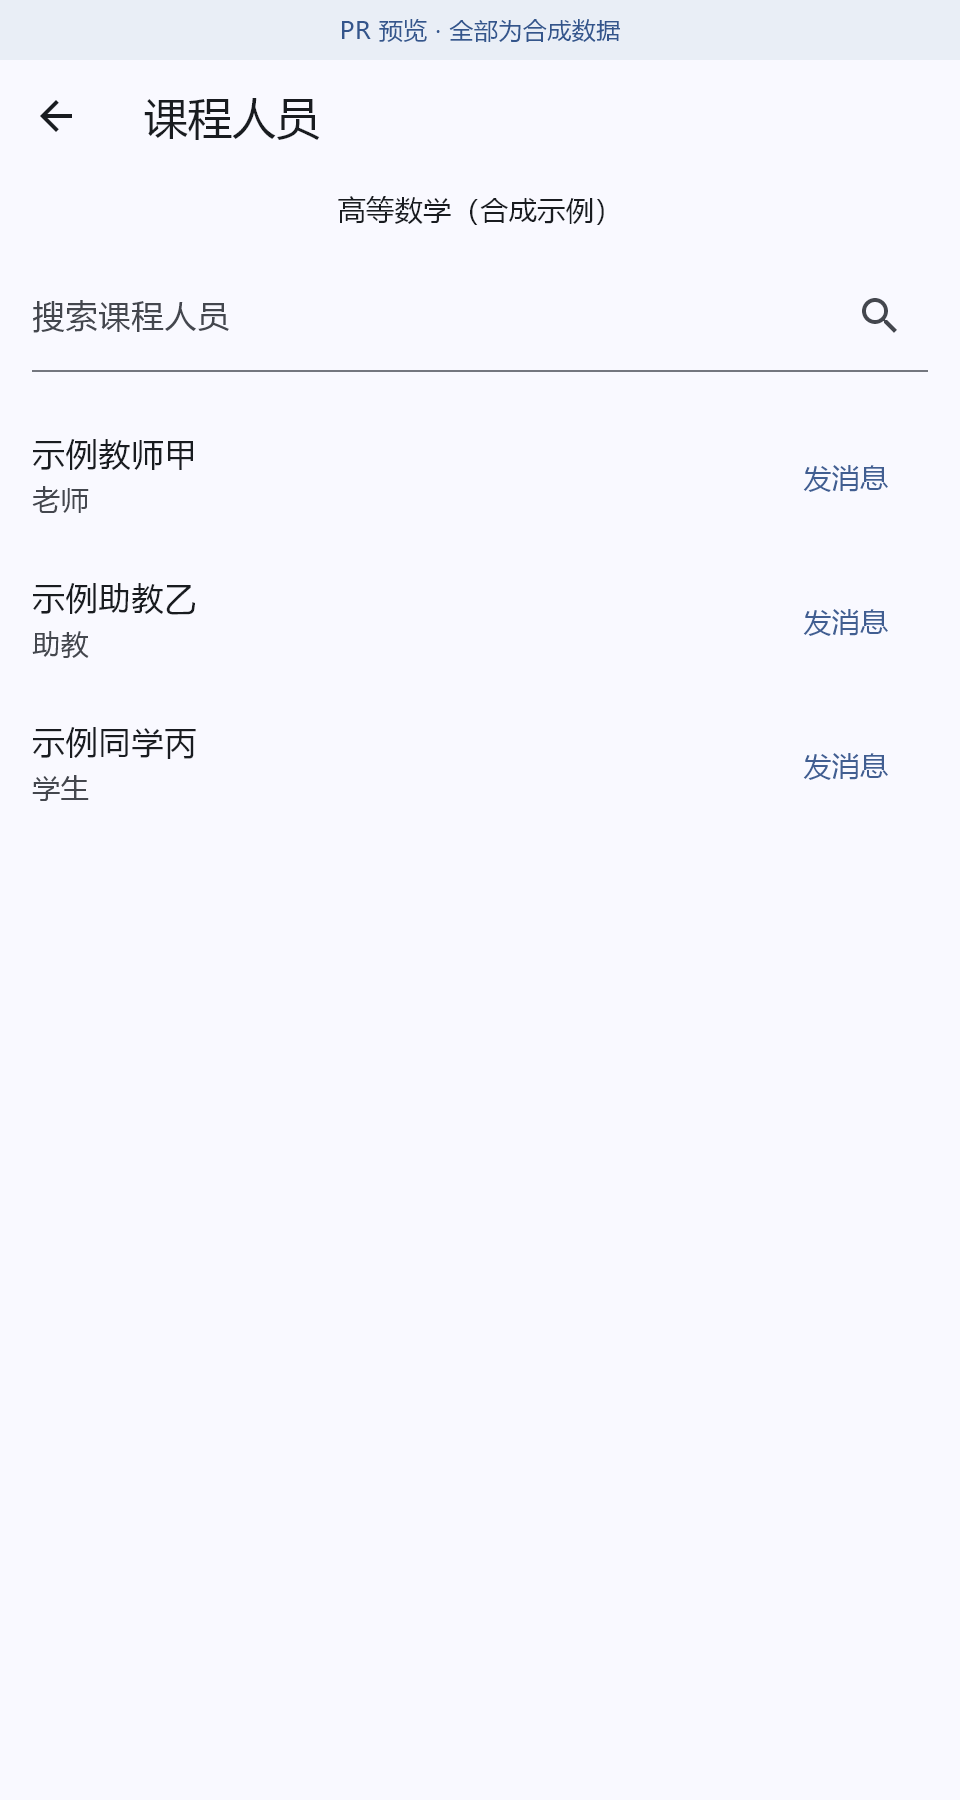 PR 预览 · 全部为合成数据
课程人员
高等数学（合成示例）
搜索课程人员
示例教师甲
老师
发消息
示例助教乙
助教
发消息
示例同学丙
学生
发消息